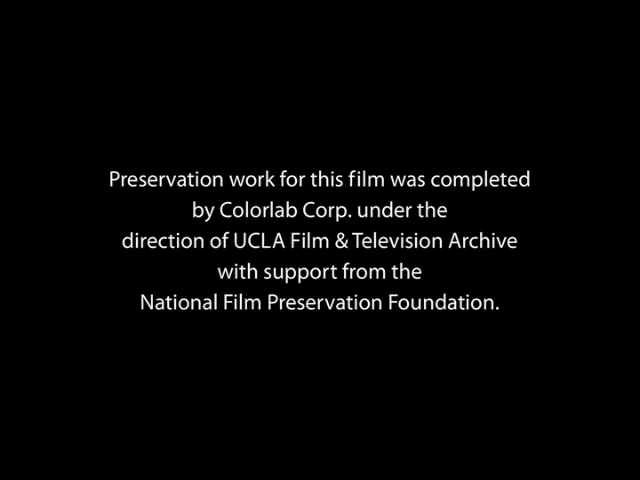 Preservation work for this film was completed
by Colorlab Corp. under the
direction of UCLA Film & Television Archive
with support from the
National Film Preservation Foundation.